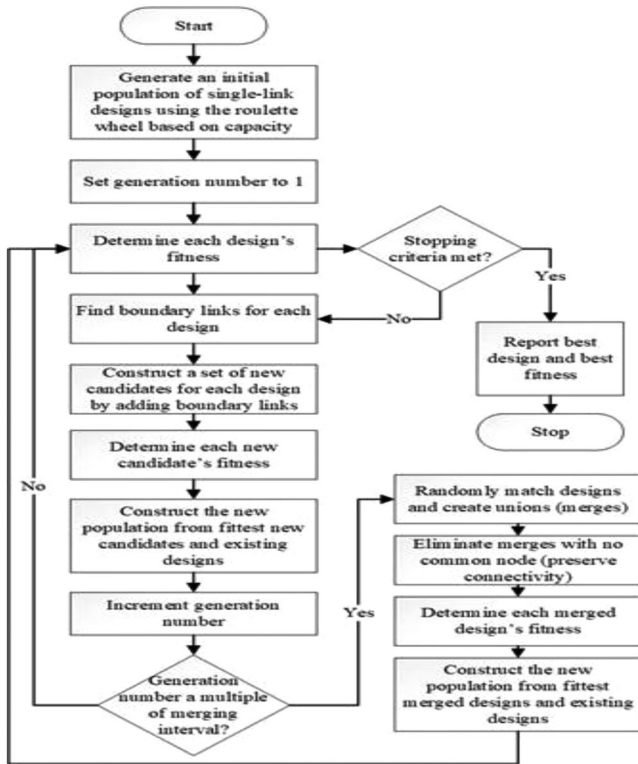 Start
Generate an initial
population of single-link
designs using the roulette
wheel based on capacity
Set generation number to 1
Determine each design's
fitness
Stopping
criteria met?
Yes
No
Find boundary links for each
design
Report best
design and best
fitness
Stop
Construct a set of new
candidates for each design
by adding boundary links
Determine each new
candidate's fitness
No
Construct the new
population from fittest new
candidates and existing
designs
Increment generation
number
Generation
number a multiple
of merging
interval?
Yes
Randomly match designs
and create unions (merges)
Eliminate merges with no
common node (preserve
connectivity)
Determine each merged
design's fitness
Construct the new
population from fittest
merged designs and existing
designs